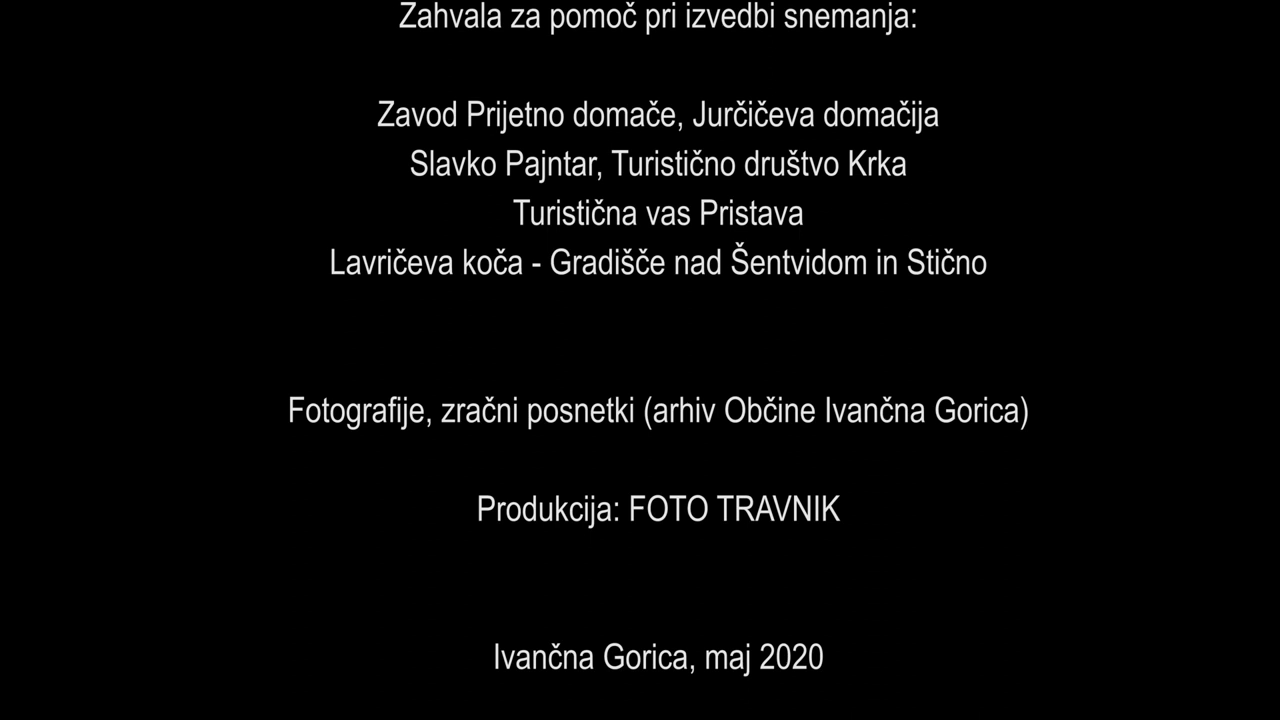 Zahvala za pomoč pri izvedbi snemanja:
Zavod Prijetno domače, Jurčičeva domačija
Slavko Pajntar, Turistično društvo Krka
Turistična vas Pristava
Lavričeva koča - Gradišče nad Šentvidom in Stično
Fotografije, zračni posnetki (arhiv Občine Ivančna Gorica)
Produkcija: FOTO TRAVNIK
Ivančna Gorica, maj 2020